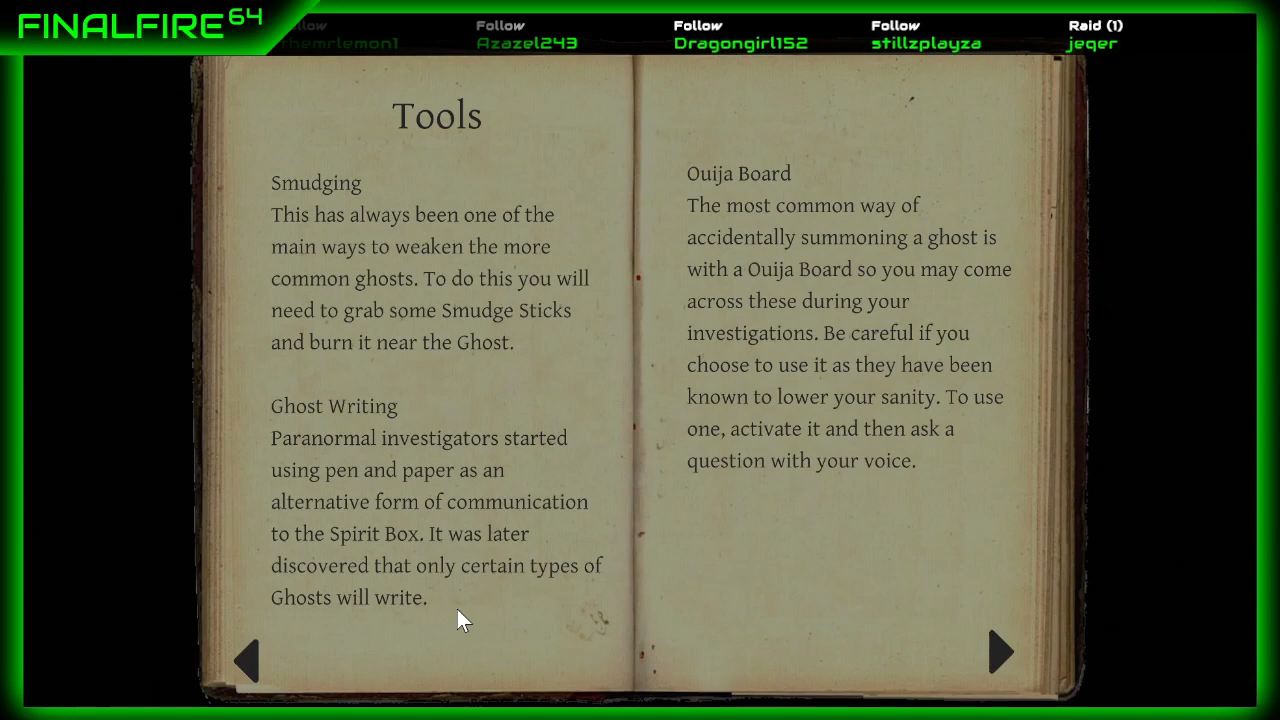 FINALFIRE64
Follow
Azazel243
Follow
Dragongirl152
Follow
stillzplayza
Raid (1)
jeqer
Tools
Smudging
This has always been one of the
main ways to weaken the more
common ghosts. To do this you will
need to grab some Smudge Sticks
and burn it near the Ghost.
Ghost Writing
Paranormal investigators started
using pen and paper as an
alternative form of communication
to the Spirit Box. It was later
discovered that only certain types of
Ghosts will write.
Ouija Board
The most common way of
accidentally summoning a ghost is
with a Ouija Board so you may come
across these during your
investigations. Be careful if you
choose to use it as they have been
known to lower your sanity. To use
one, activate it and then ask a
question with your voice.